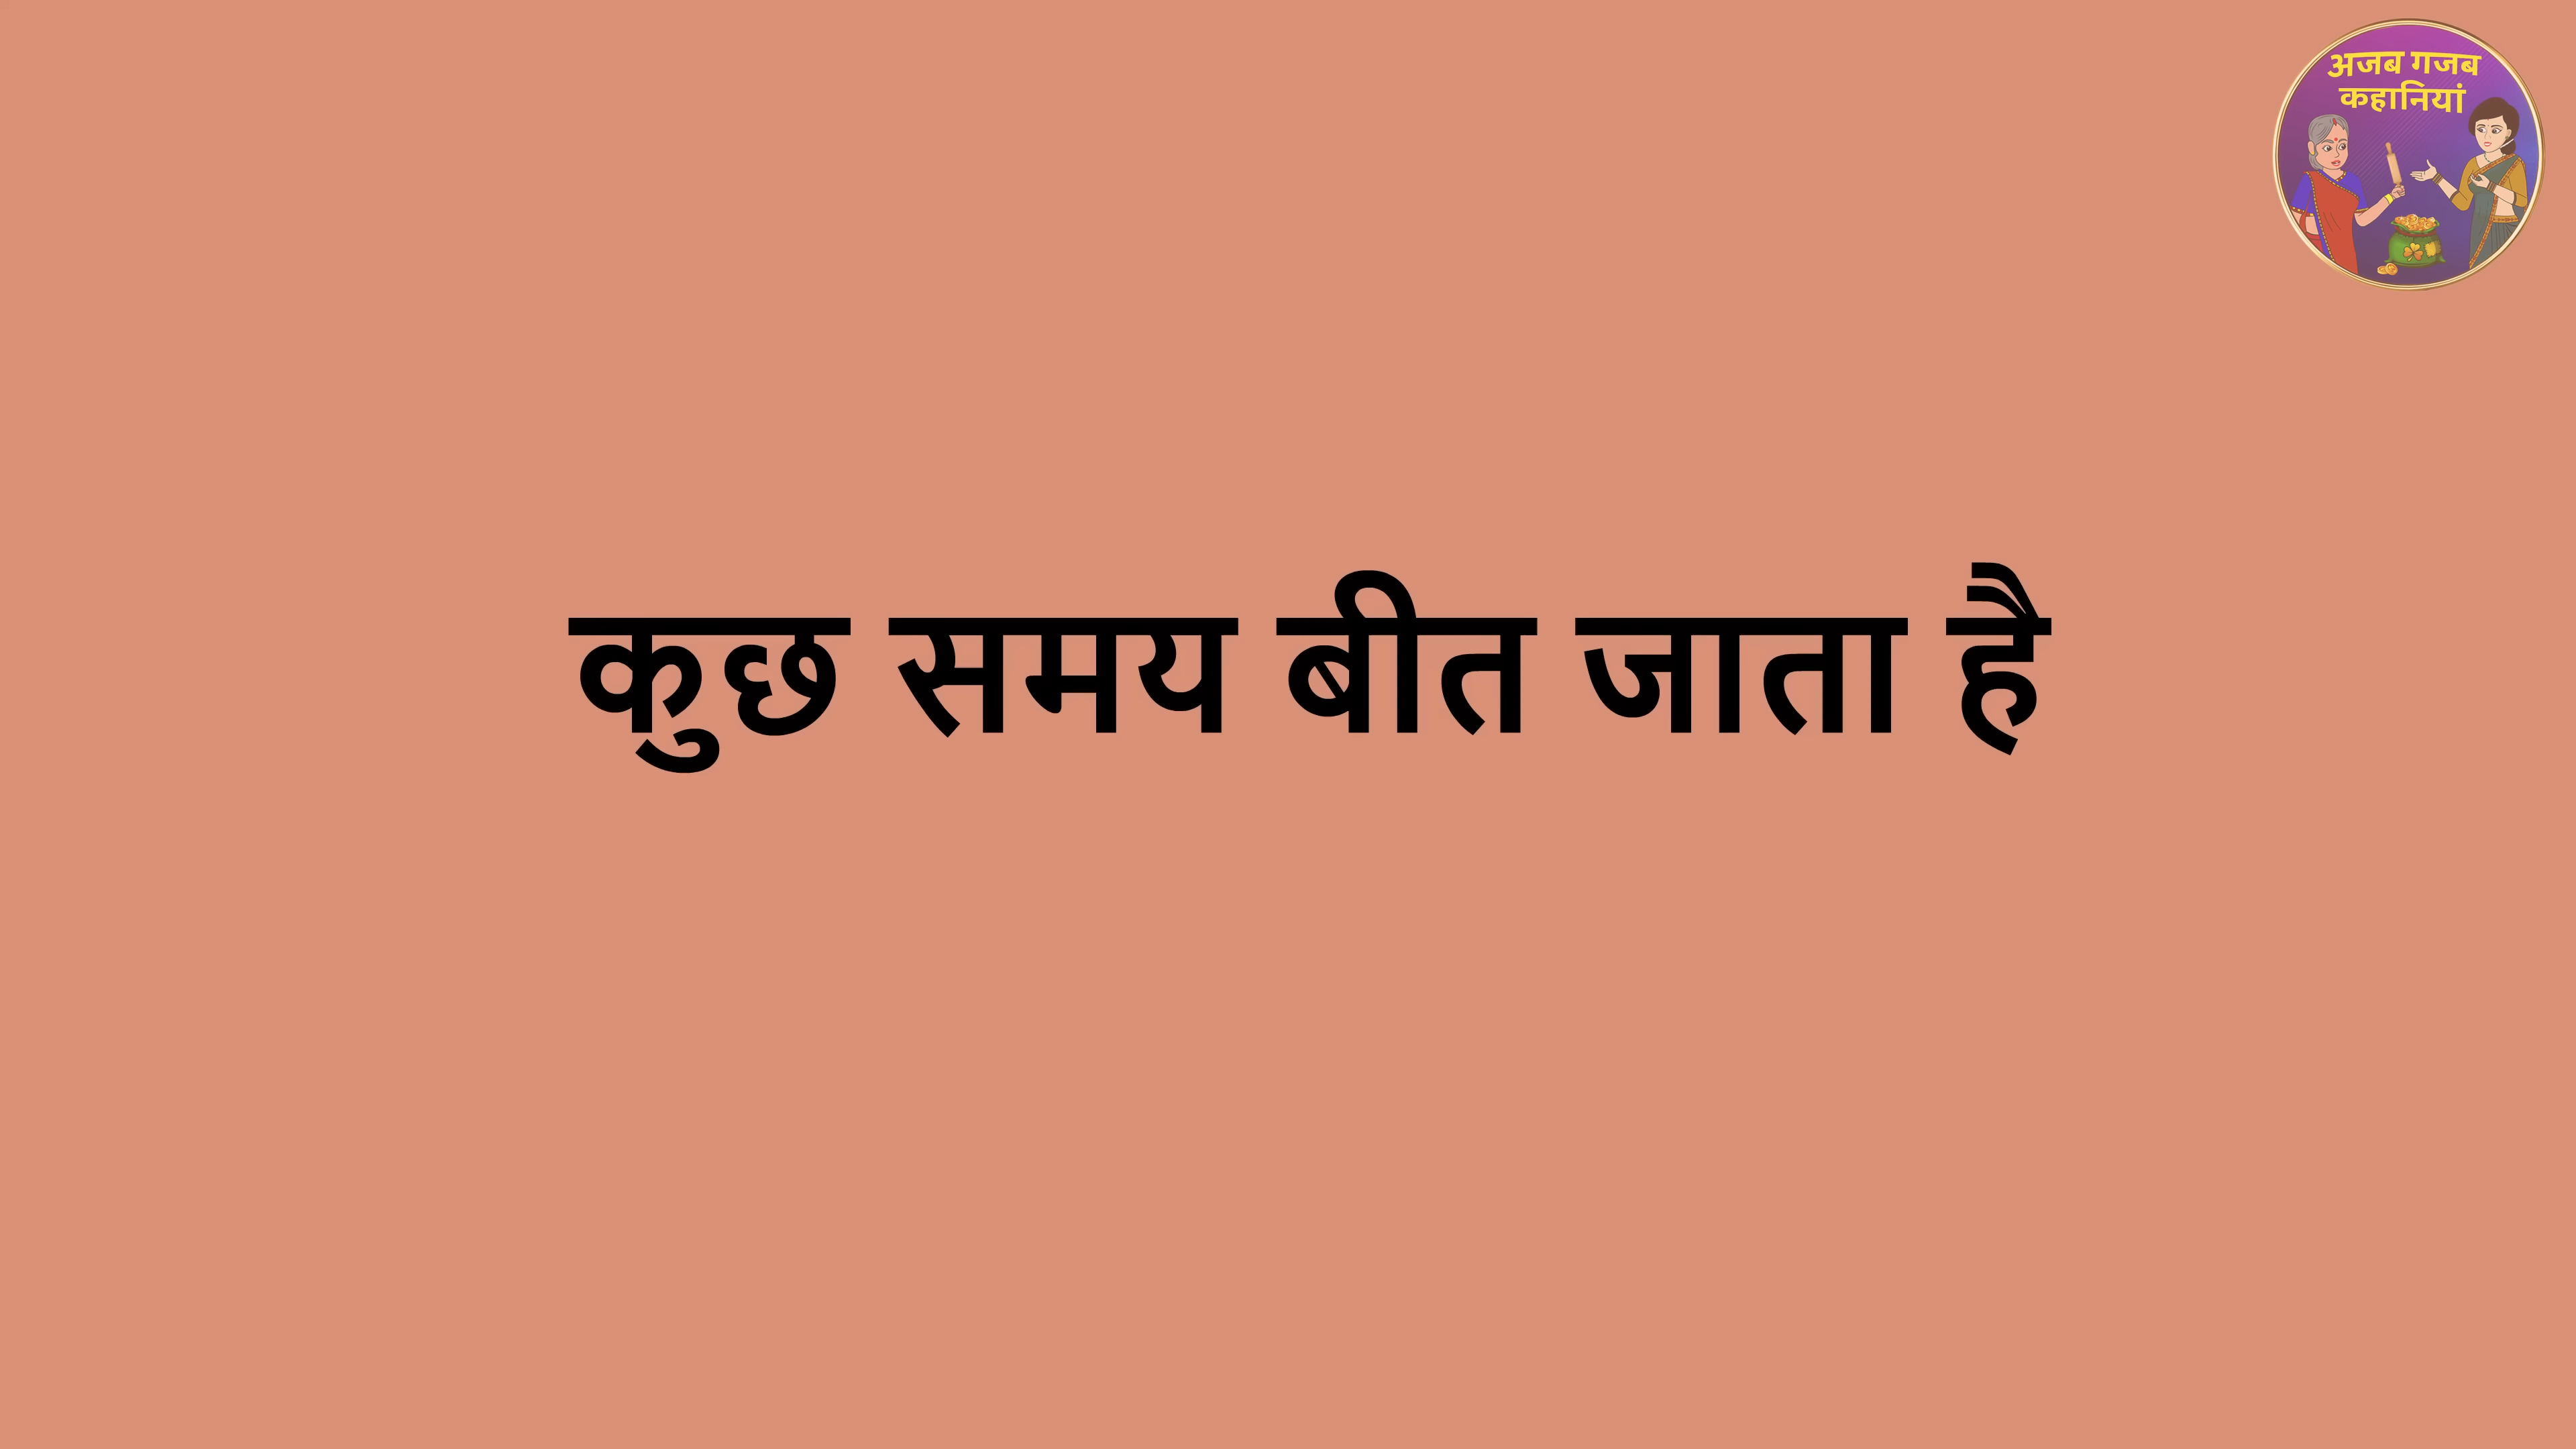 अजब गजब
कहानियां
कुछ समय बीत जाता है